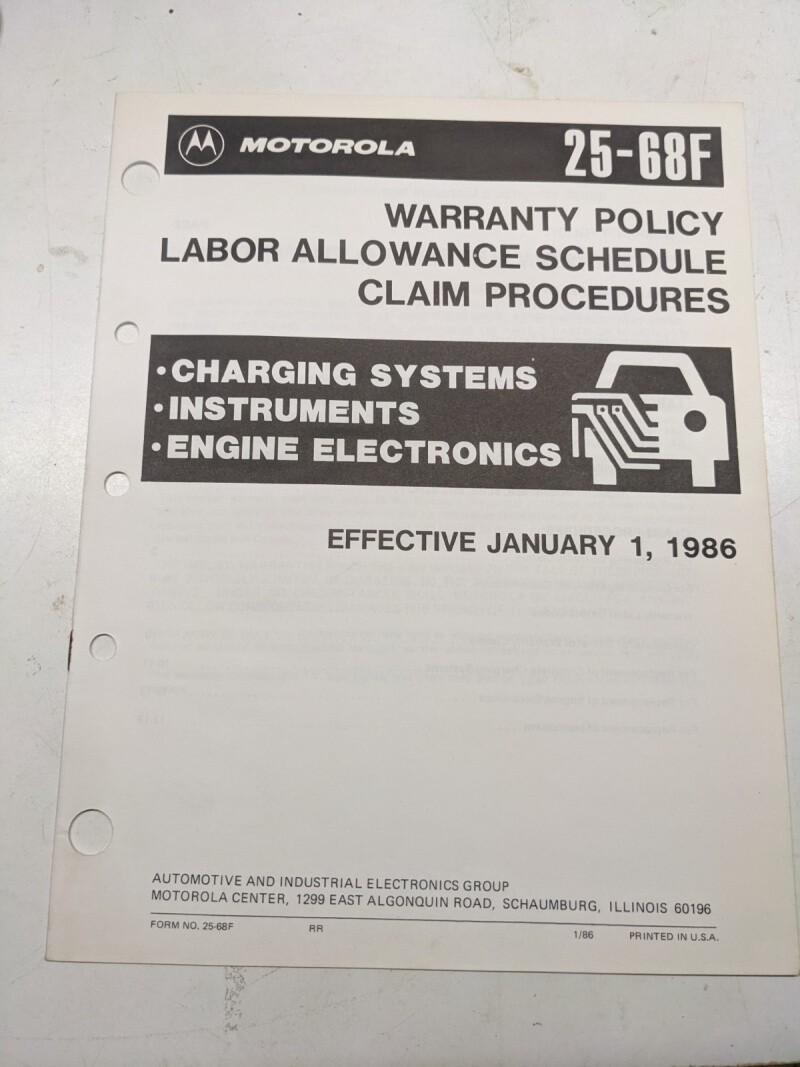 MOTOROLA 25-68F
WARRANTY POLICY
LABOR ALLOWANCE SCHEDULE
CLAIM PROCEDURES
• CHARGING SYSTEMS
• INSTRUMENTS
• ENGINE ELECTRONICS
EFFECTIVE JANUARY 1, 1986
AUTOMOTIVE AND INDUSTRIAL ELECTRONICS GROUP
MOTOROLA CENTER, 1299 EAST ALGONQUIN ROAD, SCHAUMBURG, ILLINOIS 60196
FORM NO. 25-68F RR 1/86 PRINTED IN U.S.A.